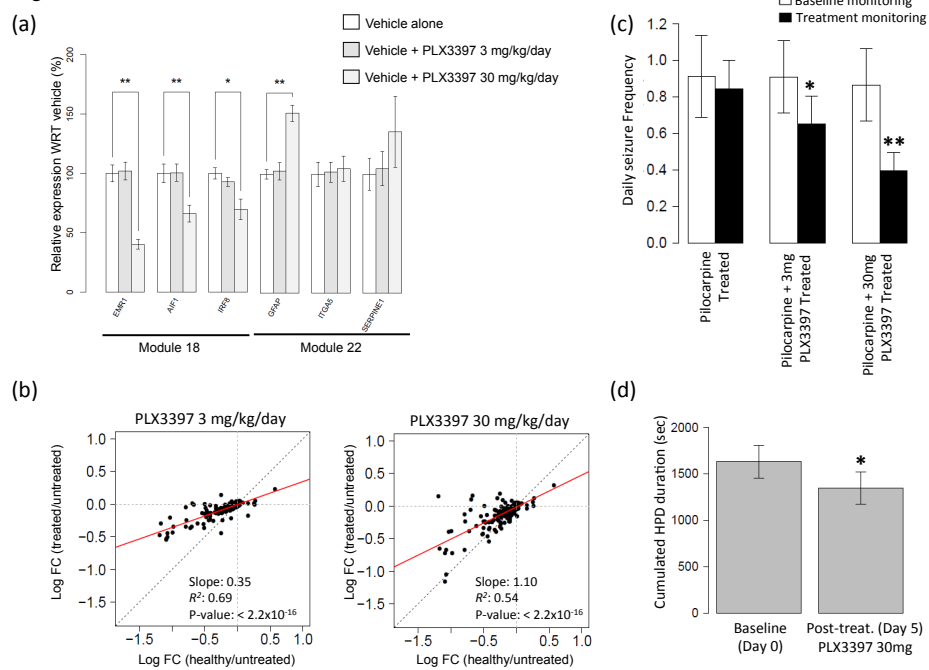 (a)
Vehicle alone
Vehicle + PLX3397 3 mg/kg/day
Vehicle + PLX3397 30 mg/kg/day
Relative expression WRT vehicle (%)
200
150
100
50
0
** ** * **
EMR1 AIF1 IRF8 GFAP ITGA5 SERPINE1
Module 18 Module 22
(c)
Baseline monitoring
Treatment monitoring
Daily seizure Frequency
1.2
1.0
0.8
0.6
0.4
0.2
0.0
*
**
Pilocarpine
Treated
Pilocarpine + 3mg
PLX3397 Treated
Pilocarpine + 30mg
PLX3397 Treated
(b)
PLX3397 3 mg/kg/day
Log FC (treated/untreated)
1.0
0.5
0.0
−0.5
−1.0
−1.5
Slope: 0.35
R²: 0.69
P-value: < 2.2x10⁻¹⁶
−1.5 −1.0 −0.5 0.0 0.5 1.0
Log FC (healthy/untreated)
PLX3397 30 mg/kg/day
Log FC (treated/untreated)
1.0
0.5
0.0
−0.5
−1.0
−1.5
Slope: 1.10
R²: 0.54
P-value: < 2.2x10⁻¹⁶
−1.5 −1.0 −0.5 0.0 0.5 1.0
Log FC (healthy/untreated)
(d)
Cumulated HPD duration (sec)
2000
1500
1000
500
0
*
Baseline
(Day 0)
Post-treat. (Day 5)
PLX3397 30mg